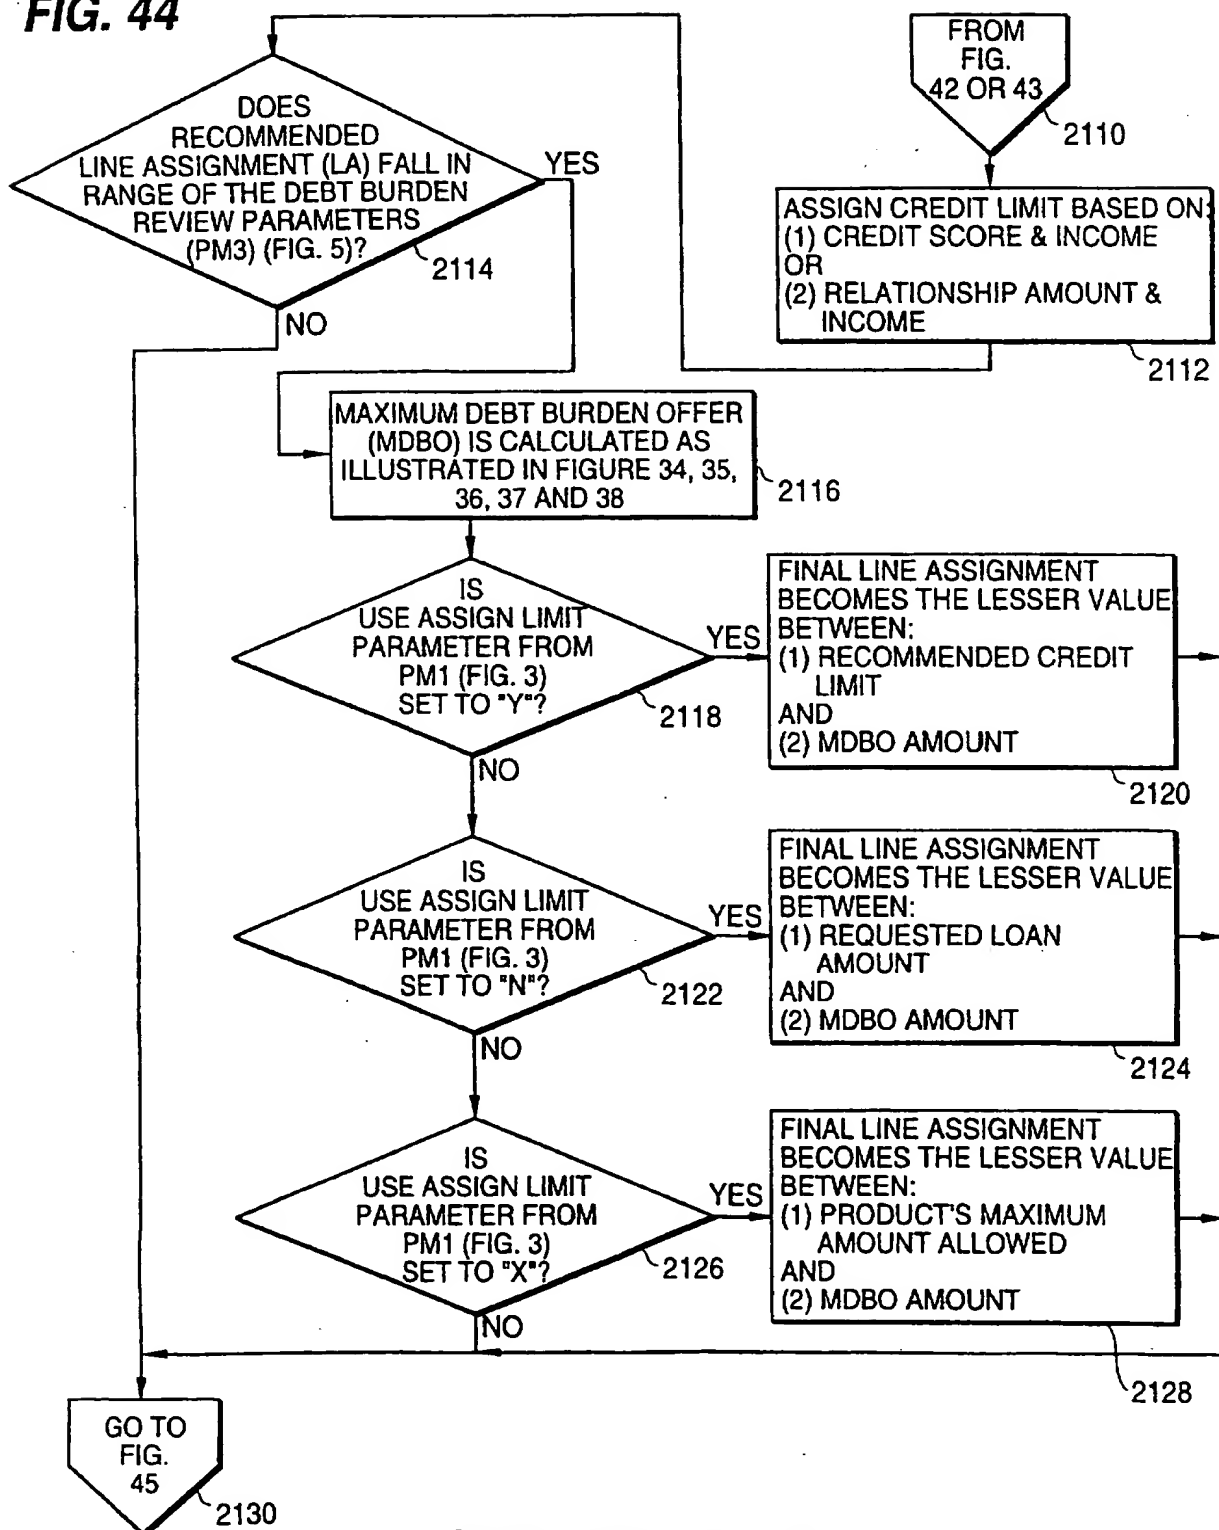 FIG. 44
FROM
FIG.
42 OR 43
2110
ASSIGN CREDIT LIMIT BASED ON:
(1) CREDIT SCORE & INCOME
OR
(2) RELATIONSHIP AMOUNT &
INCOME
2112
DOES
RECOMMENDED
LINE ASSIGNMENT (LA) FALL IN
RANGE OF THE DEBT BURDEN
REVIEW PARAMETERS
(PM3) (FIG. 5)?
2114
YES
NO
MAXIMUM DEBT BURDEN OFFER
(MDBO) IS CALCULATED AS
ILLUSTRATED IN FIGURE 34, 35,
36, 37 AND 38
2116
IS
USE ASSIGN LIMIT
PARAMETER FROM
PM1 (FIG. 3)
SET TO "Y"?
2118
YES
NO
FINAL LINE ASSIGNMENT
BECOMES THE LESSER VALUE
BETWEEN:
(1) RECOMMENDED CREDIT
LIMIT
AND
(2) MDBO AMOUNT
2120
IS
USE ASSIGN LIMIT
PARAMETER FROM
PM1 (FIG. 3)
SET TO "N"?
2122
YES
NO
FINAL LINE ASSIGNMENT
BECOMES THE LESSER VALUE
BETWEEN:
(1) REQUESTED LOAN
AMOUNT
AND
(2) MDBO AMOUNT
2124
IS
USE ASSIGN LIMIT
PARAMETER FROM
PM1 (FIG. 3)
SET TO "X"?
2126
YES
NO
FINAL LINE ASSIGNMENT
BECOMES THE LESSER VALUE
BETWEEN:
(1) PRODUCT'S MAXIMUM
AMOUNT ALLOWED
AND
(2) MDBO AMOUNT
2128
GO TO
FIG.
45
2130